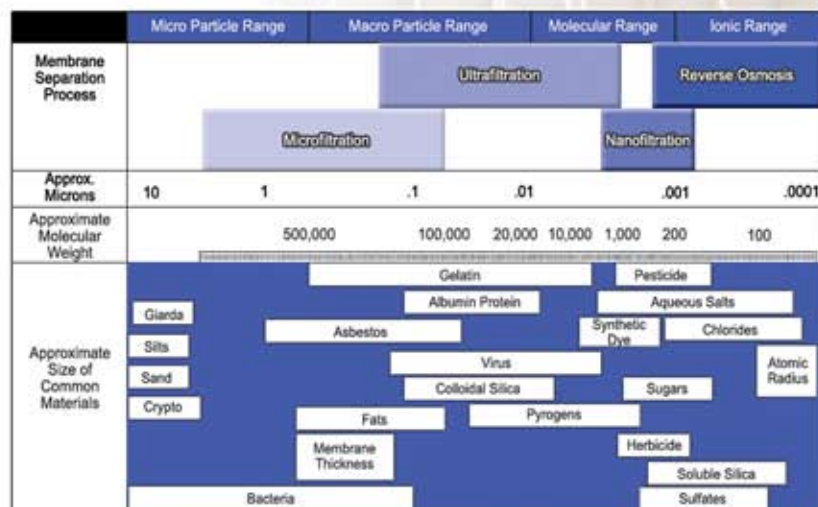 Micro Particle Range Macro Particle Range Molecular Range Ionic Range
Membrane
Separation
Process
Ultrafiltration Reverse Osmosis
Microfiltration Nanofiltration
Approx.
Microns
10 1 .1 .01 .001 .0001
Approximate
Molecular
Weight
500,000 100,000 20,000 10,000 1,000 200 100
Approximate
Size of
Common
Materials
Gelatin Pesticide
Albumin Protein Aqueous Salts
Giarda
Asbestos
Synthetic
Dye
Chlorides
Silts
Virus
Atomic
Radius
Sand
Colloidal Silica Sugars
Crypto
Fats Pyrogens
Membrane
Thickness
Herbicide
Soluble Silica
Bacteria Sulfates